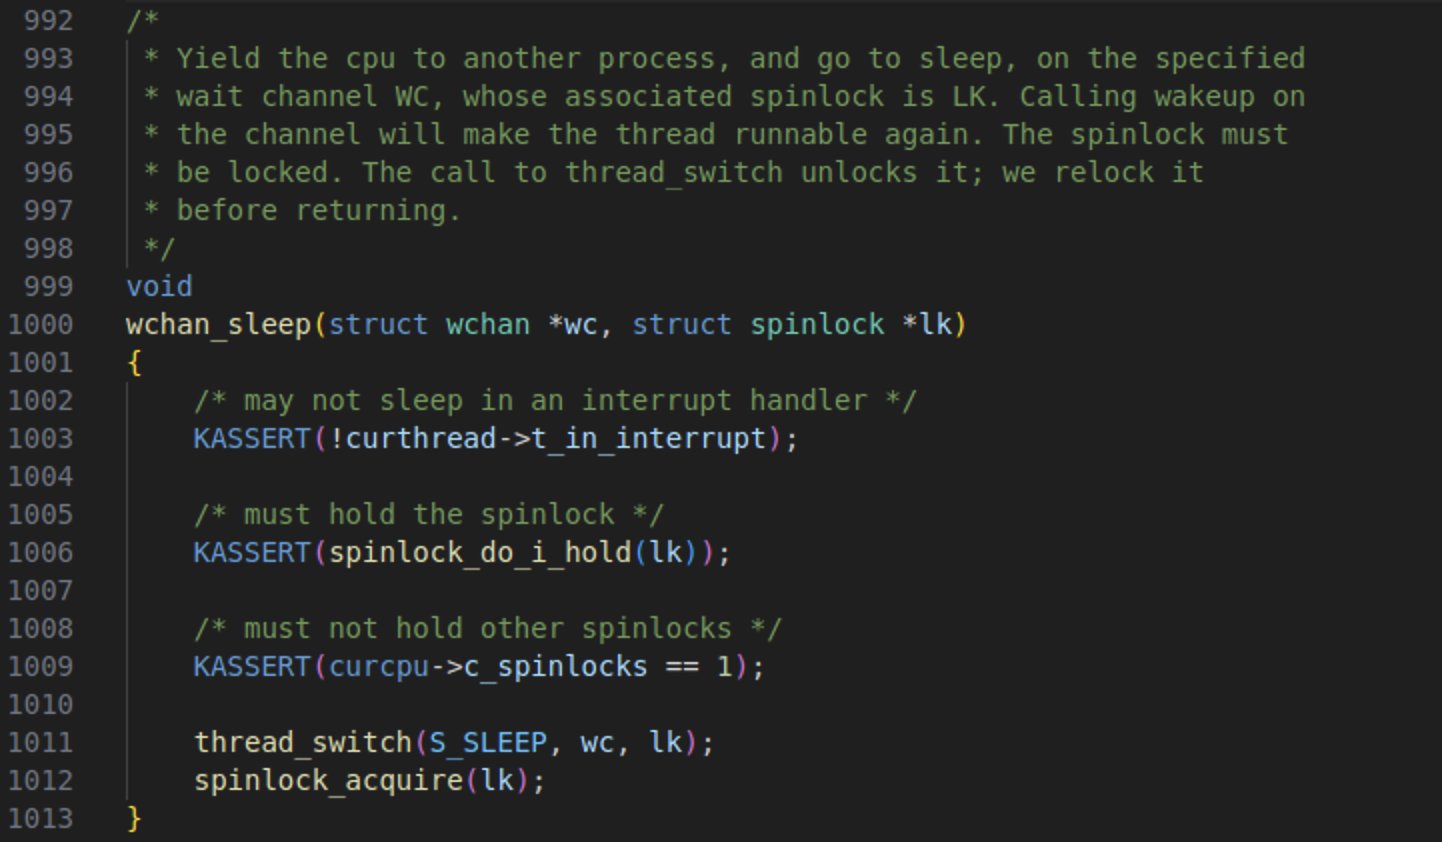 992 /*
993  * Yield the cpu to another process, and go to sleep, on the specified
994  * wait channel WC, whose associated spinlock is LK. Calling wakeup on
995  * the channel will make the thread runnable again. The spinlock must
996  * be locked. The call to thread_switch unlocks it; we relock it
997  * before returning.
998  */
999 void
1000 wchan_sleep(struct wchan *wc, struct spinlock *lk)
1001 {
1002     /* may not sleep in an interrupt handler */
1003     KASSERT(!curthread->t_in_interrupt);
1004
1005     /* must hold the spinlock */
1006     KASSERT(spinlock_do_i_hold(lk));
1007
1008     /* must not hold other spinlocks */
1009     KASSERT(curcpu->c_spinlocks == 1);
1010
1011     thread_switch(S_SLEEP, wc, lk);
1012     spinlock_acquire(lk);
1013 }